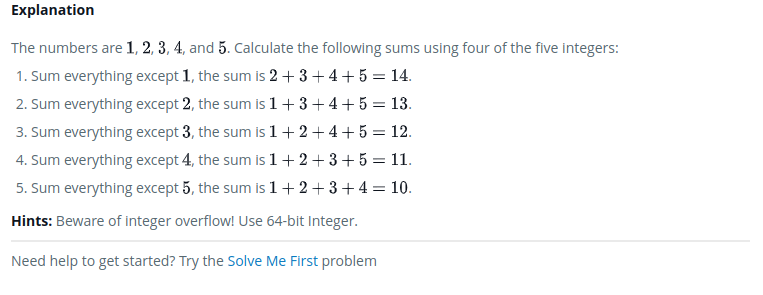 Explanation
The numbers are 1, 2, 3, 4, and 5. Calculate the following sums using four of the five integers:
1. Sum everything except 1, the sum is 2 + 3 + 4 + 5 = 14.
2. Sum everything except 2, the sum is 1 + 3 + 4 + 5 = 13.
3. Sum everything except 3, the sum is 1 + 2 + 4 + 5 = 12.
4. Sum everything except 4, the sum is 1 + 2 + 3 + 5 = 11.
5. Sum everything except 5, the sum is 1 + 2 + 3 + 4 = 10.
Hints: Beware of integer overflow! Use 64-bit Integer.
Need help to get started? Try the Solve Me First problem